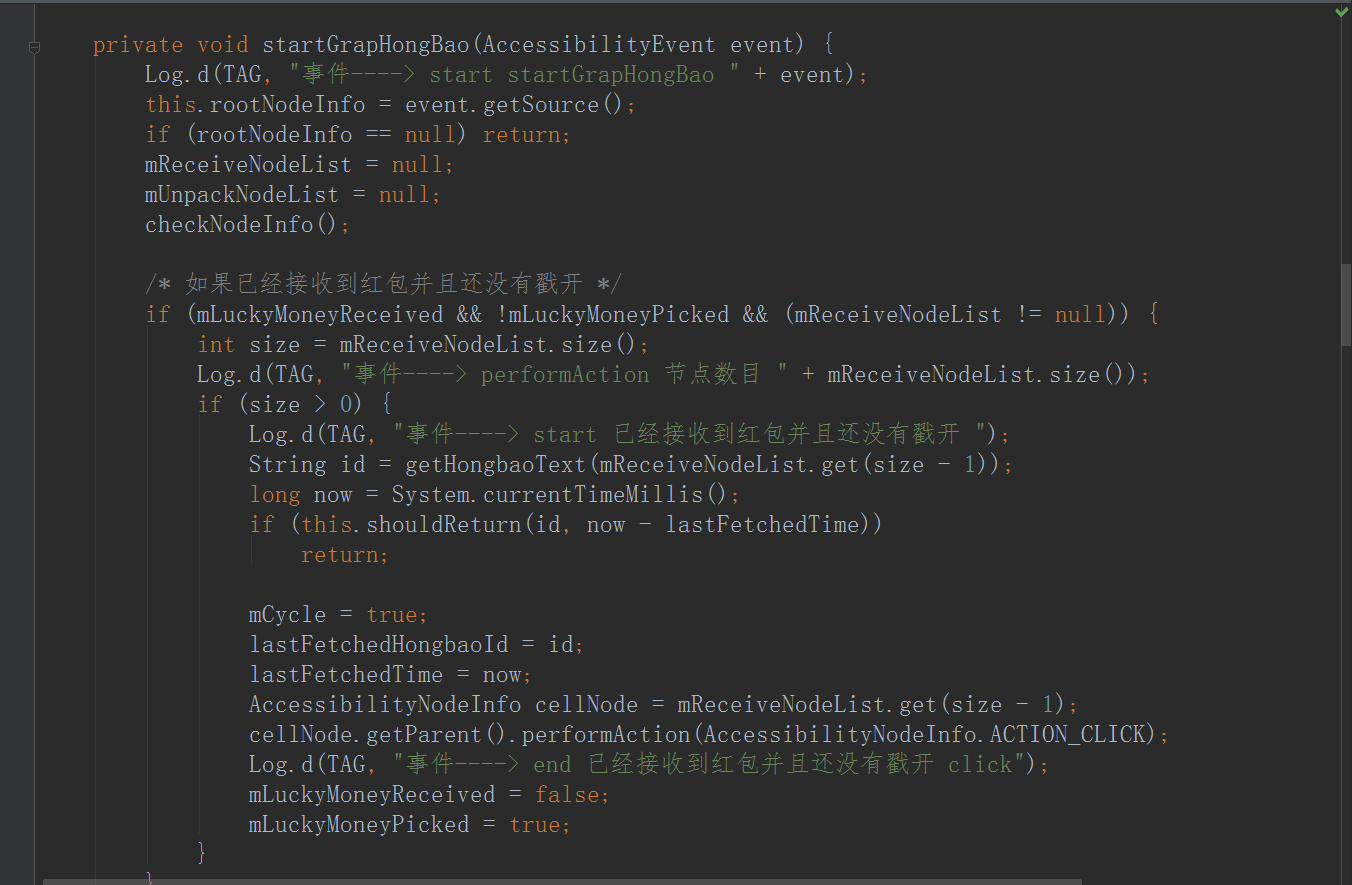 private void startGrapHongBao(AccessibilityEvent event) {
Log.d(TAG, "事件----> start startGrapHongBao " + event);
this.rootNodeInfo = event.getSource();
if (rootNodeInfo == null) return;
mReceiveNodeList = null;
mUnpackNodeList = null;
checkNodeInfo();
/* 如果已经接收到红包并且还没有戳开 */
if (mLuckyMoneyReceived && !mLuckyMoneyPicked && (mReceiveNodeList != null)) {
int size = mReceiveNodeList.size();
Log.d(TAG, "事件----> performAction 节点数目 " + mReceiveNodeList.size());
if (size > 0) {
Log.d(TAG, "事件----> start 已经接收到红包并且还没有戳开 ");
String id = getHongbaoText(mReceiveNodeList.get(size - 1));
long now = System.currentTimeMillis();
if (this.shouldReturn(id, now - lastFetchedTime))
return;
mCycle = true;
lastFetchedHongbaoId = id;
lastFetchedTime = now;
AccessibilityNodeInfo cellNode = mReceiveNodeList.get(size - 1);
cellNode.getParent().performAction(AccessibilityNodeInfo.ACTION_CLICK);
Log.d(TAG, "事件----> end 已经接收到红包并且还没有戳开 click");
mLuckyMoneyReceived = false;
mLuckyMoneyPicked = true;
}
}